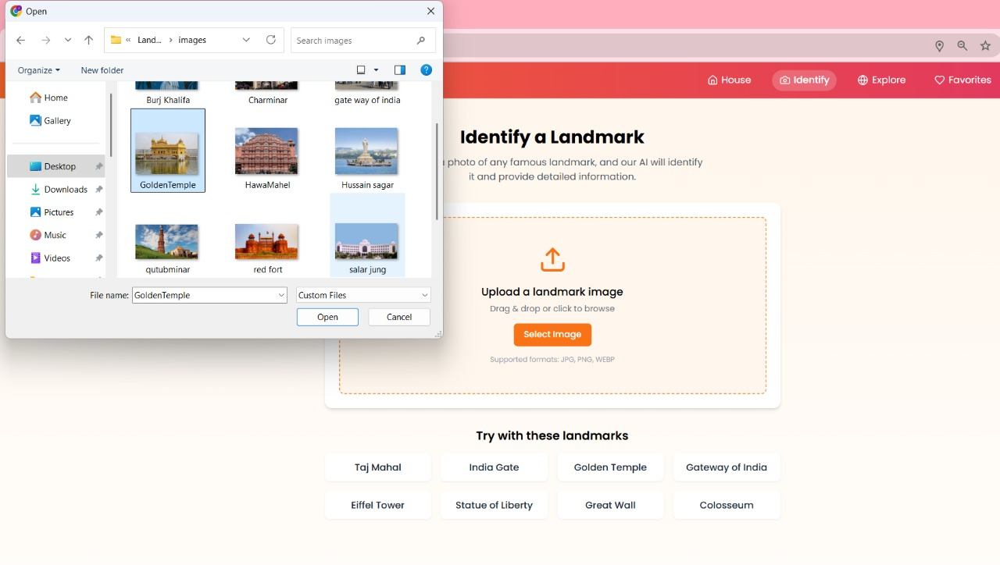 Open
« Land... > images
Search images
Organize
New folder
Home
Gallery
Desktop
Downloads
Pictures
Music
Videos
Burj Khalifa
Charminar
gate way of india
GoldenTemple
HawaMahel
Hussain sagar
qutubminar
red fort
salar jung
File name:
GoldenTemple
Custom Files
Open
Cancel
House
Identify
Explore
Favorites
Identify a Landmark
photo of any famous landmark, and our AI will identify
it and provide detailed information.
Upload a landmark image
Drag & drop or click to browse
Select Image
Supported formats: JPG, PNG, WEBP
Try with these landmarks
Taj Mahal
India Gate
Golden Temple
Gateway of India
Eiffel Tower
Statue of Liberty
Great Wall
Colosseum